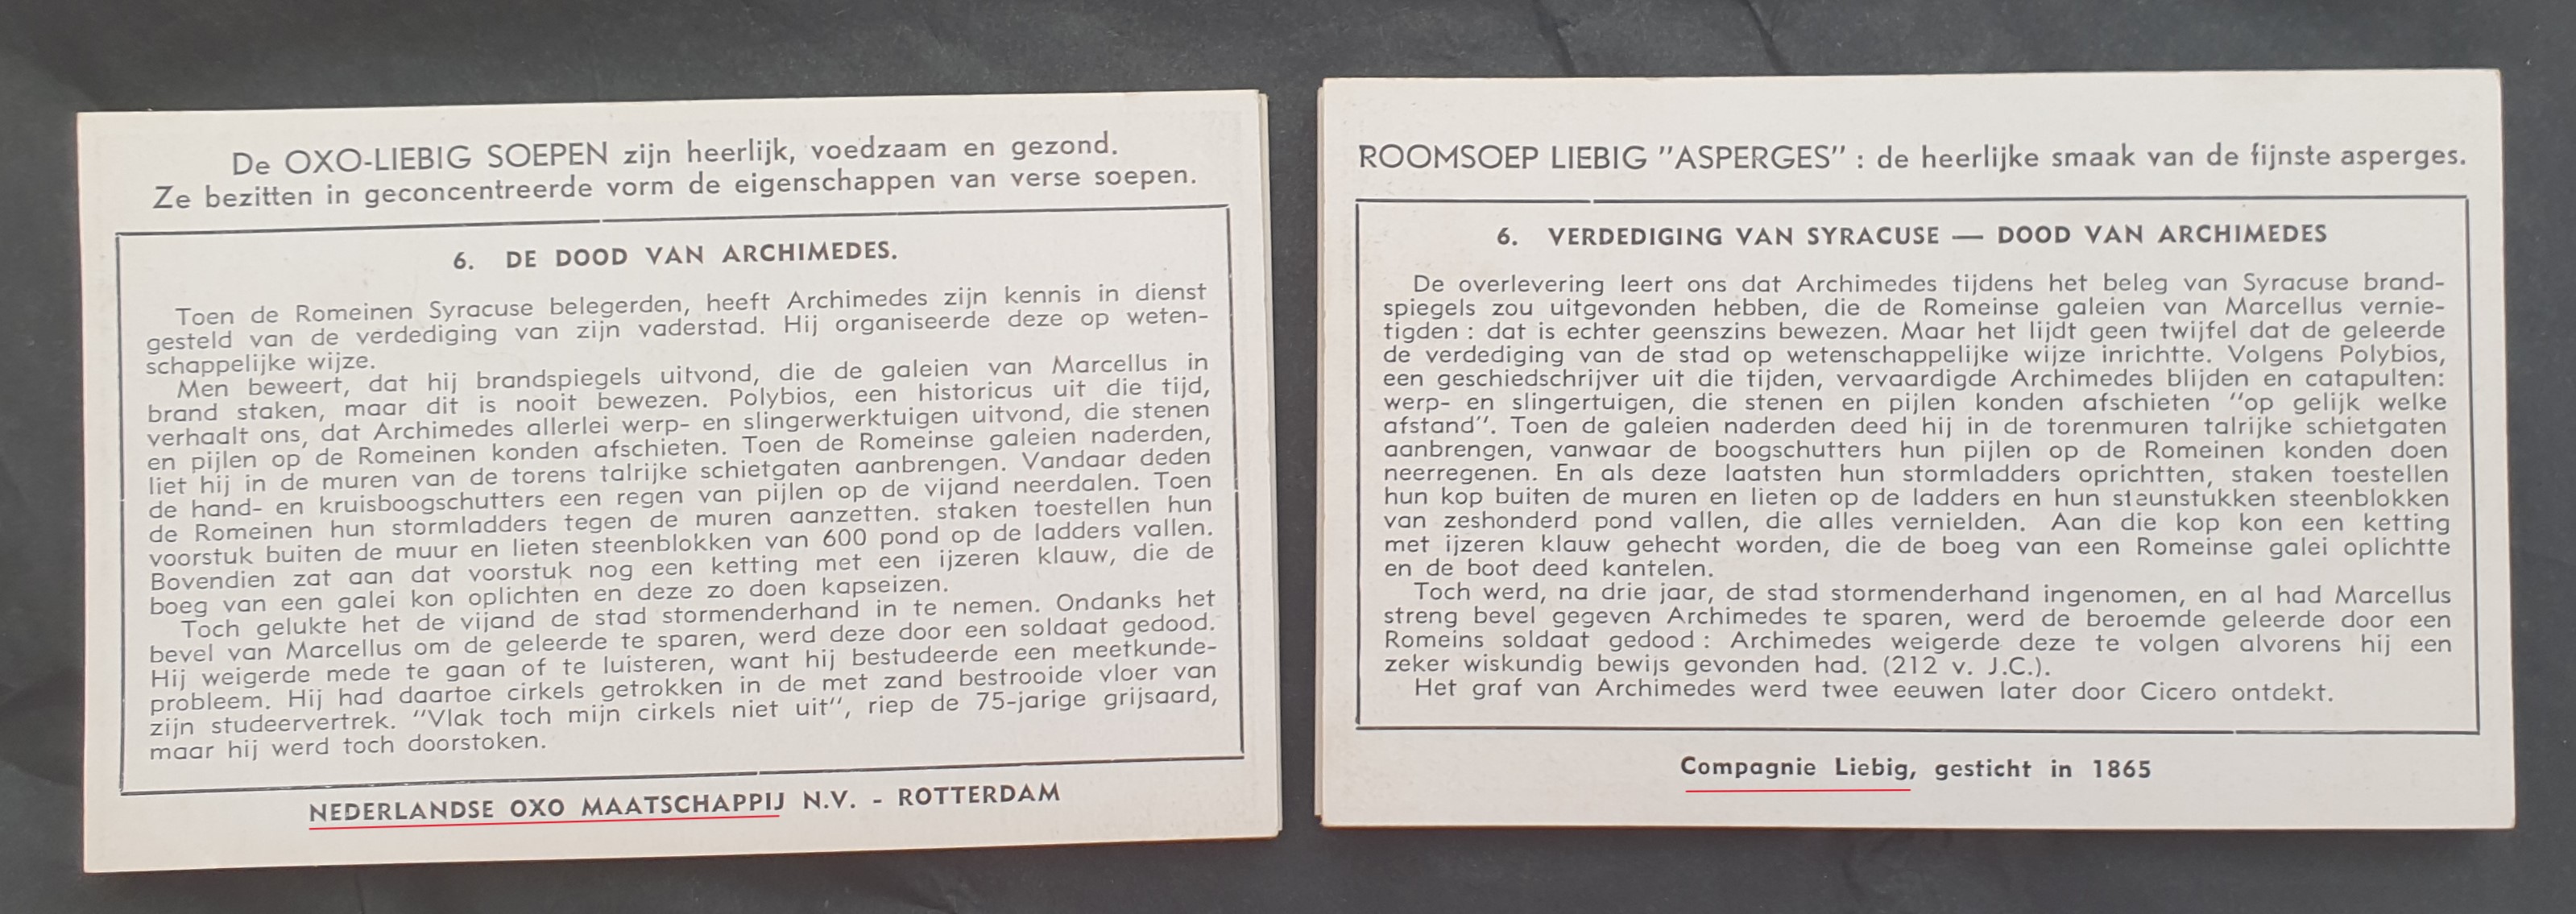 De OXO-LIEBIG SOEPEN zijn heerlijk, voedzaam en gezond.
Ze bezitten in geconcentreerde vorm de eigenschappen van verse soepen.
6. DE DOOD VAN ARCHIMEDES.
Toen de Romeinen Syracuse belegerden, heeft Archimedes zijn kennis in dienst
gesteld van de verdediging van zijn vaderstad. Hij organiseerde deze op weten-
schappelijke wijze.
Men beweert, dat hij brandspiegels uitvond, die de galeien van Marcellus in
brand staken, maar dit is nooit bewezen. Polybios, een historicus uit die tijd,
verhaalt ons, dat Archimedes allerlei werp- en slingerwerktuigen uitvond, die stenen
en pijlen op de Romeinen konden afschieten. Toen de Romeinse galeien naderden,
liet hij in de muren van de torens talrijke schietgaten aanbrengen. Vandaar deden
de hand- en kruisboogschutters een regen van pijlen op de vijand neerdalen. Toen
de Romeinen hun stormladders tegen de muren aanzetten. staken toestellen hun
voorstuk buiten de muur en lieten steenblokken van 600 pond op de ladders vallen.
Bovendien zat aan dat voorstuk nog een ketting met een ijzeren klauw, die de
boeg van een galei kon oplichten en deze zo doen kapseizen.
Toch gelukte het de vijand de stad stormenderhand in te nemen. Ondanks het
bevel van Marcellus om de geleerde te sparen, werd deze door een soldaat gedood.
Hij weigerde mede te gaan of te luisteren, want hij bestudeerde een meetkunde-
probleem. Hij had daartoe cirkels getrokken in de met zand bestrooide vloer van
zijn studeervertrek. "Vlak toch mijn cirkels niet uit", riep de 75-jarige grijsaard,
maar hij werd toch doorstoken.
NEDERLANDSE OXO MAATSCHAPPIJ N.V. - ROTTERDAM
ROOMSOEP LIEBIG "ASPERGES" : de heerlijke smaak van de fijnste asperges.
6. VERDEDIGING VAN SYRACUSE — DOOD VAN ARCHIMEDES
De overlevering leert ons dat Archimedes tijdens het beleg van Syracuse brand-
spiegels zou uitgevonden hebben, die de Romeinse galeien van Marcellus vernie-
tigden : dat is echter geenszins bewezen. Maar het lijdt geen twijfel dat de geleerde
de verdediging van de stad op wetenschappelijke wijze inrichtte. Volgens Polybios,
een geschiedschrijver uit die tijden, vervaardigde Archimedes blijden en catapulten:
werp- en slingertuigen, die stenen en pijlen konden afschieten "op gelijk welke
afstand". Toen de galeien naderden deed hij in de torenmuren talrijke schietgaten
aanbrengen, vanwaar de boogschutters hun pijlen op de Romeinen konden doen
neerregenen. En als deze laatsten hun stormladders oprichtten, staken toestellen
hun kop buiten de muren en lieten op de ladders en hun steunstukken steenblokken
van zeshonderd pond vallen, die alles vernielden. Aan die kop kon een ketting
met ijzeren klauw gehecht worden, die de boeg van een Romeinse galei oplichtte
en de boot deed kantelen.
Toch werd, na drie jaar, de stad stormenderhand ingenomen, en al had Marcellus
streng bevel gegeven Archimedes te sparen, werd de beroemde geleerde door een
Romeins soldaat gedood : Archimedes weigerde deze te volgen alvorens hij een
zeker wiskundig bewijs gevonden had. (212 v. J.C.).
Het graf van Archimedes werd twee eeuwen later door Cicero ontdekt.
Compagnie Liebig, gesticht in 1865